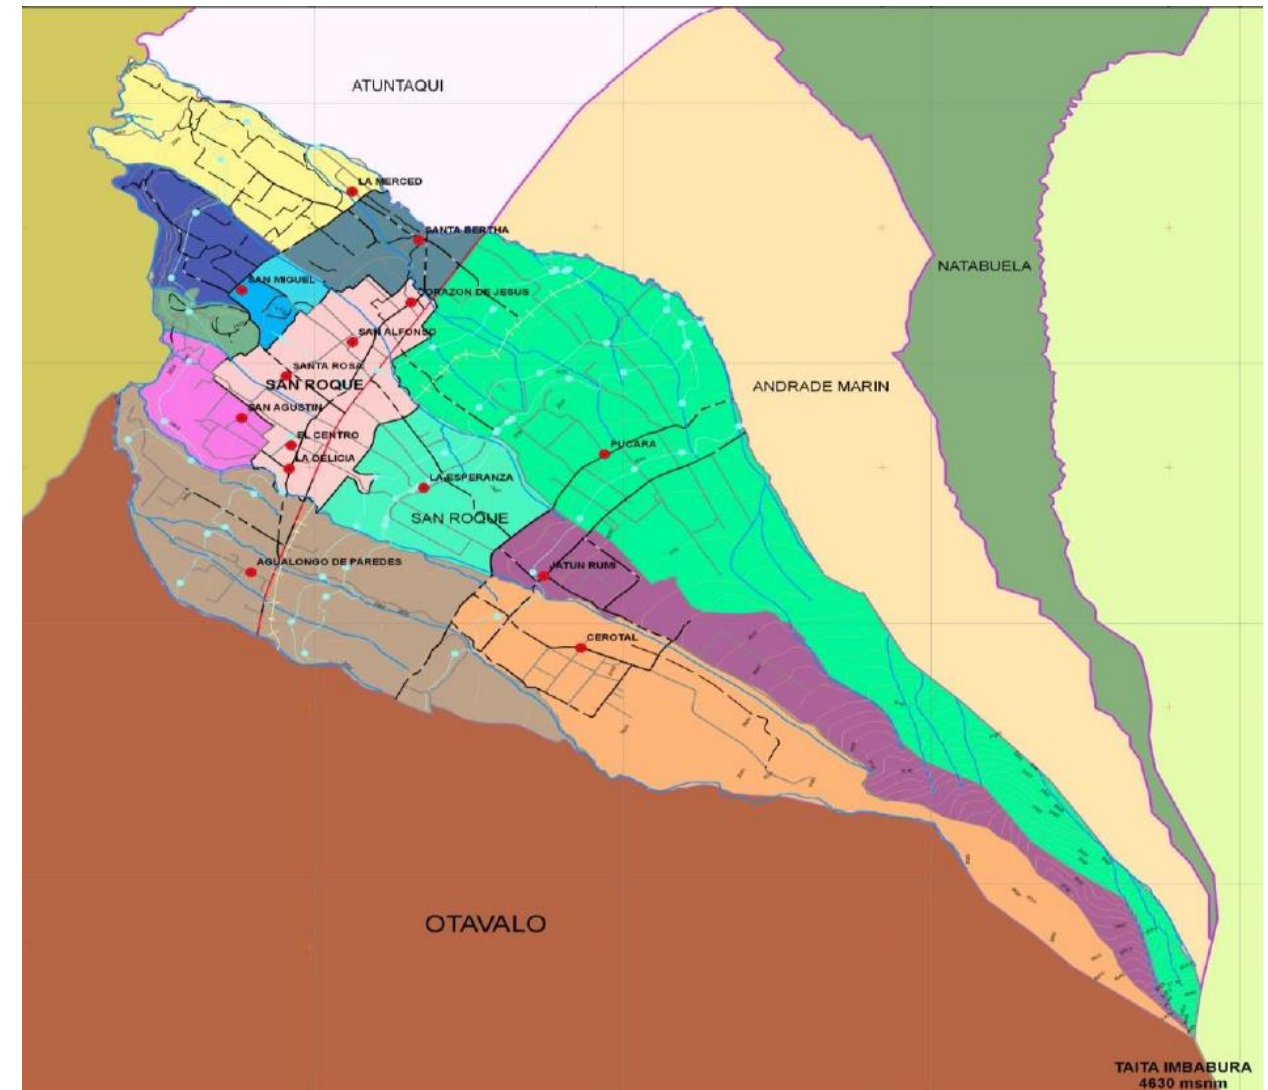 ATUNTAQUI
LA MERCED
SANTA BERTHA
NATABUELA
SAN MIGUEL
CORAZON DE JESUS
SAN ALFONSO
SANTA ROSA
SAN ROQUE
ANDRADE MARIN
SAN AGUSTIN
EL CENTRO
PUCARA
LA DELICIA
LA ESPERANZA
SAN ROQUE
AGUALONGO DE PAREDES
JATUN RUMI
CEROTAL
OTAVALO
TAITA IMBABURA
4630 msnm